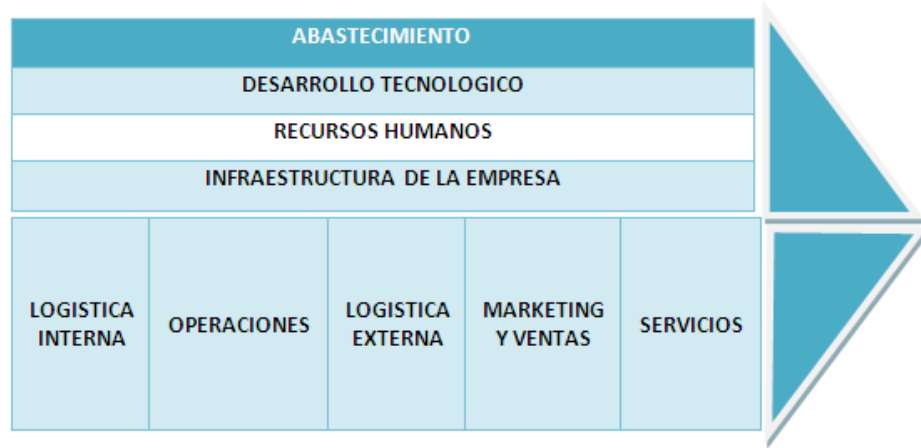 ABASTECIMIENTO
DESARROLLO TECNOLOGICO
RECURSOS HUMANOS
INFRAESTRUCTURA DE LA EMPRESA
LOGISTICA
INTERNA
OPERACIONES
LOGISTICA
EXTERNA
MARKETING
Y VENTAS
SERVICIOS